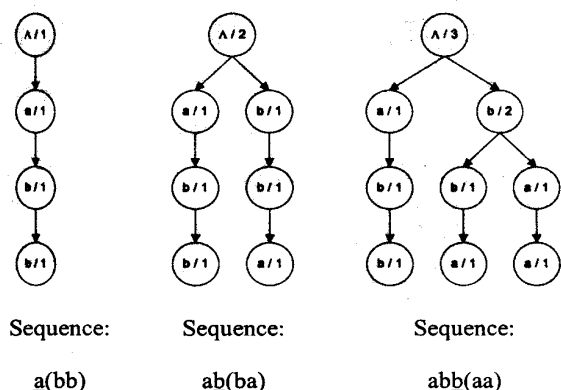 Λ/1 Λ/2 Λ/3
a/1 a/1 b/1 a/1 b/2
b/1 b/1 b/1 b/1 b/1 a/1
b/1 b/1 a/1 b/1 a/1 a/1
Sequence: Sequence: Sequence:
a(bb) ab(ba) abb(aa)